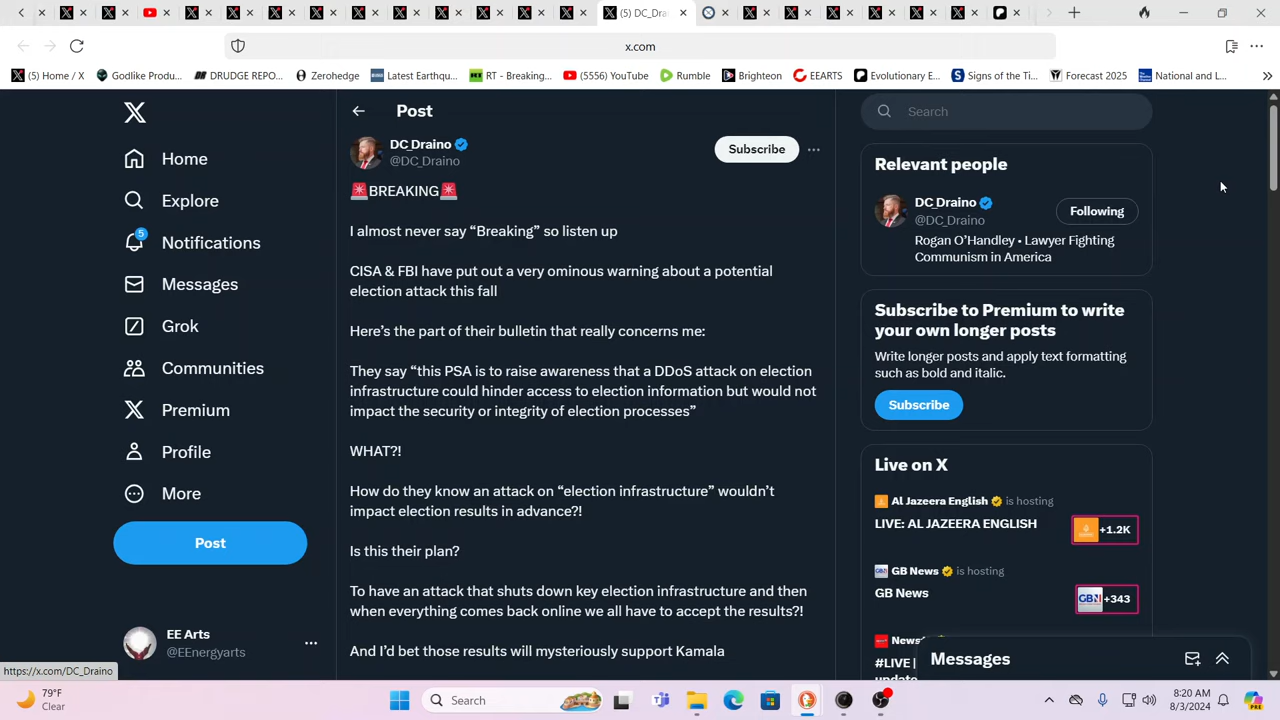 (5) DC_Dra
x.com
(5) Home / X
Godlike Produ...
DRUDGE REPO...
Zerohedge
Latest Earthqu...
RT - Breaking...
(5556) YouTube
Rumble
Brighteon
EEARTS
Evolutionary E...
Signs of the Ti...
Forecast 2025
National and L...
Post
Search
DC_Draino
@DC_Draino
Subscribe
🚨BREAKING🚨
I almost never say “Breaking” so listen up
CISA & FBI have put out a very ominous warning about a potential
election attack this fall
Here’s the part of their bulletin that really concerns me:
They say “this PSA is to raise awareness that a DDoS attack on election
infrastructure could hinder access to election information but would not
impact the security or integrity of election processes”
WHAT?!
How do they know an attack on “election infrastructure” wouldn’t
impact election results in advance?!
Is this their plan?
To have an attack that shuts down key election infrastructure and then
when everything comes back online we all have to accept the results?!
And I’d bet those results will mysteriously support Kamala
Home
Explore
5
Notifications
Messages
Grok
Communities
Premium
Profile
More
Post
EE Arts
@EEnergyarts
https://x.com/DC_Draino
Relevant people
DC_Draino
@DC_Draino
Following
Rogan O’Handley • Lawyer Fighting
Communism in America
Subscribe to Premium to write
your own longer posts
Write longer posts and apply text formatting
such as bold and italic.
Subscribe
Live on X
Al Jazeera English is hosting
LIVE: AL JAZEERA ENGLISH
+1.2K
GB News is hosting
GB News
GBN
+343
News
#LIVE |
Messages
79°F
Clear
Search
8:20 AM
8/3/2024
PRE